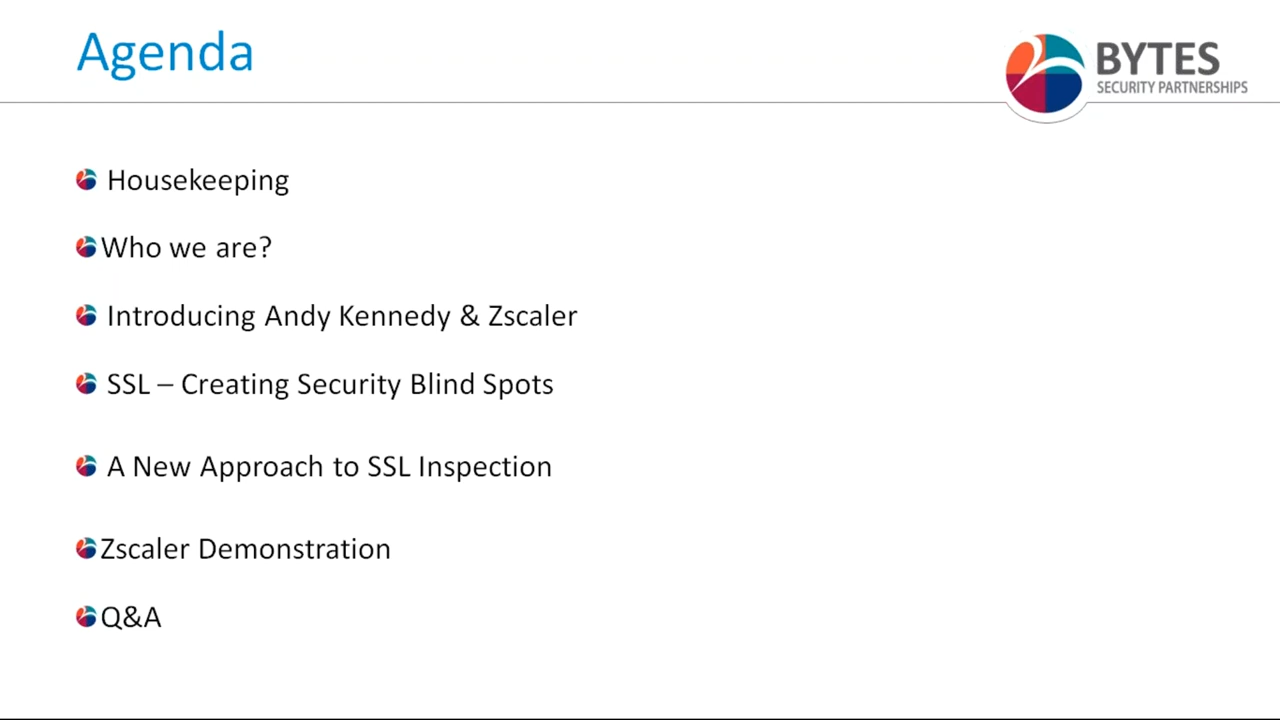 Agenda
BYTES
SECURITY PARTNERSHIPS
Housekeeping
Who we are?
Introducing Andy Kennedy & Zscaler
SSL – Creating Security Blind Spots
A New Approach to SSL Inspection
Zscaler Demonstration
Q&A